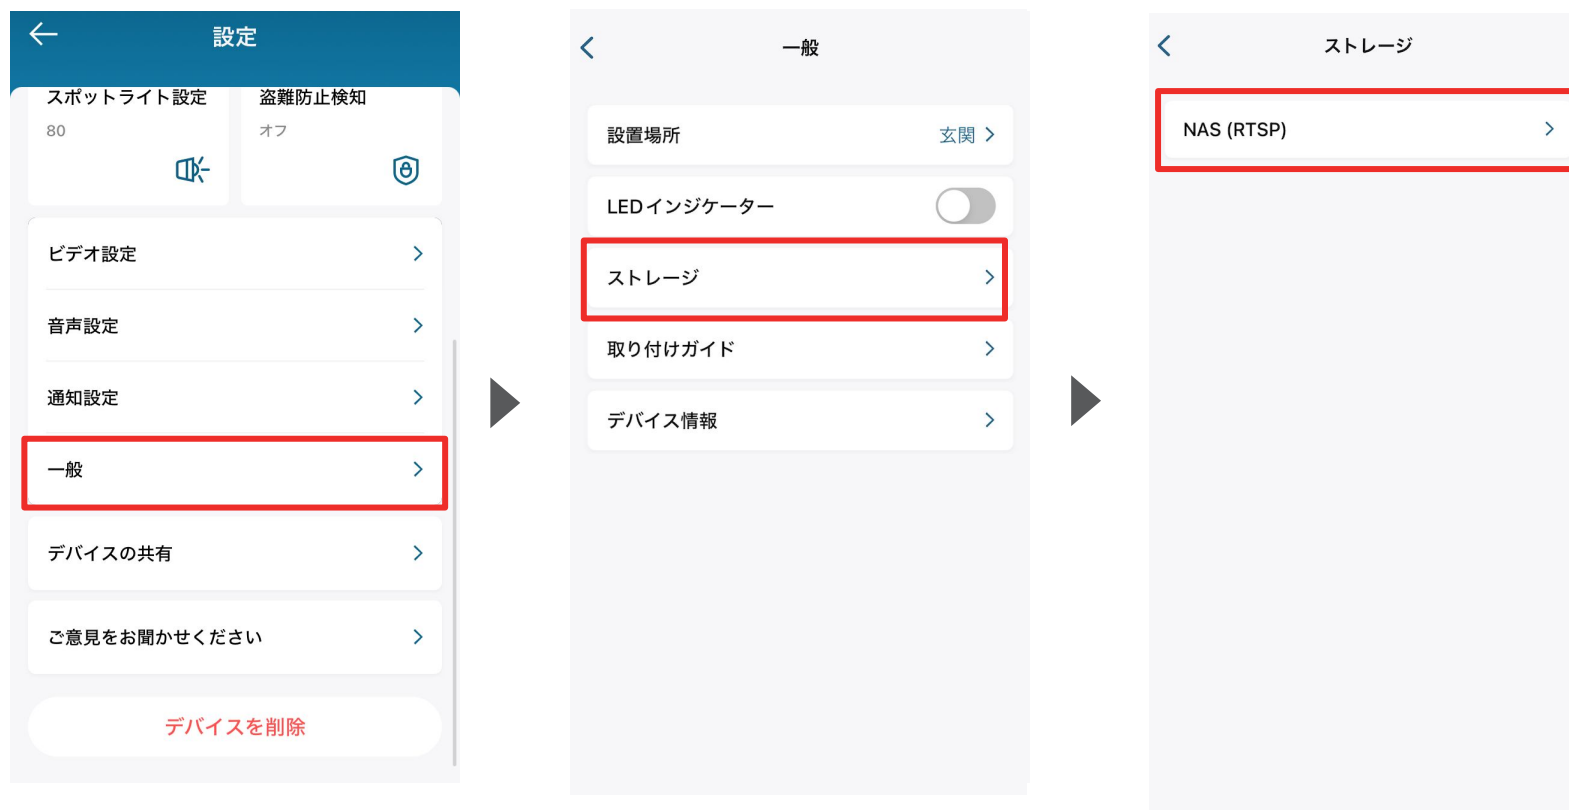 設定
スポットライト設定
80
盗難防止検知
オフ
ビデオ設定
音声設定
通知設定
一般
デバイスの共有
ご意見をお聞かせください
デバイスを削除
一般
設置場所 玄関
LEDインジケーター
ストレージ
取り付けガイド
デバイス情報
ストレージ
NAS (RTSP)